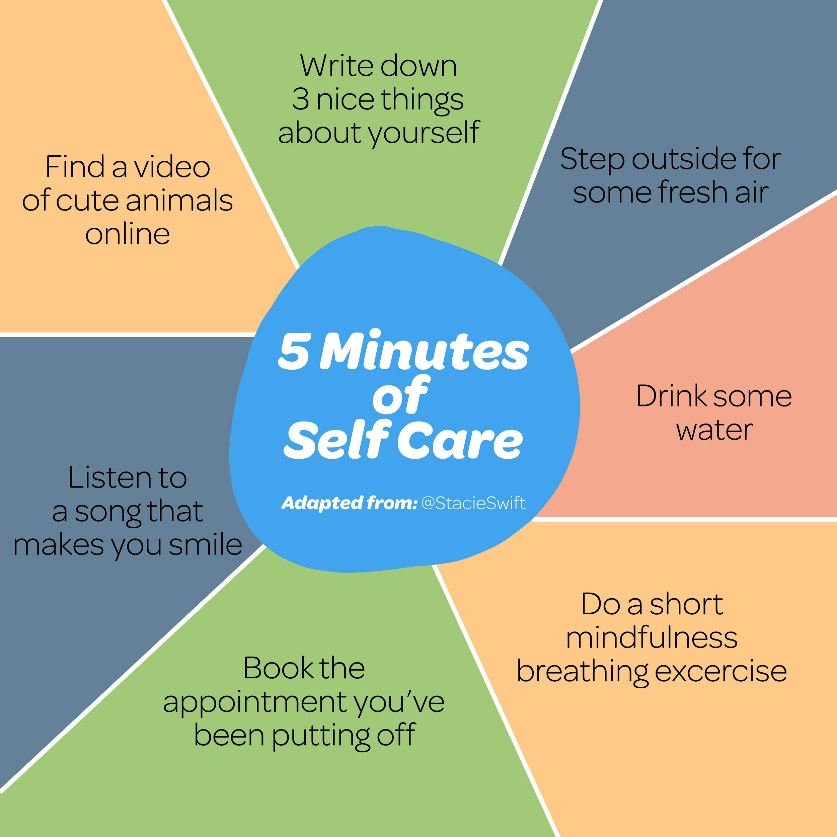 Write down
3 nice things
about yourself
Step outside for
some fresh air
Drink some
water
Do a short
mindfulness
breathing excercise
Book the
appointment you've
been putting off
Listen to
a song that
makes you smile
Find a video
of cute animals
online
5 Minutes
of
Self Care
Adapted from: @StacieSwift